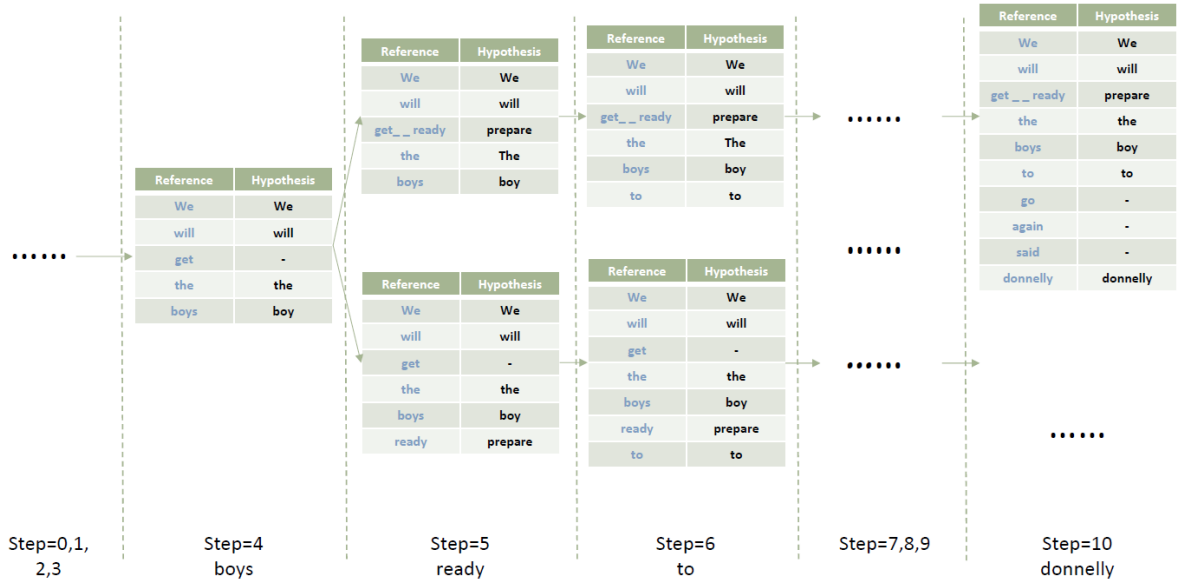 ......
Step=0,1,
2,3
Reference Hypothesis
We We
will will
get -
the the
boys boy
Step=4
boys
Reference Hypothesis
We We
will will
get_ _ ready prepare
the The
boys boy
Reference Hypothesis
We We
will will
get -
the the
boys boy
ready prepare
Step=5
ready
Reference Hypothesis
We We
will will
get_ _ ready prepare
the The
boys boy
to to
Reference Hypothesis
We We
will will
get -
the the
boys boy
ready prepare
to to
Step=6
to
......
......
......
Step=7,8,9
Reference Hypothesis
We We
will will
get _ _ ready prepare
the the
boys boy
to to
go -
again -
said -
donnelly donnelly
......
Step=10
donnelly